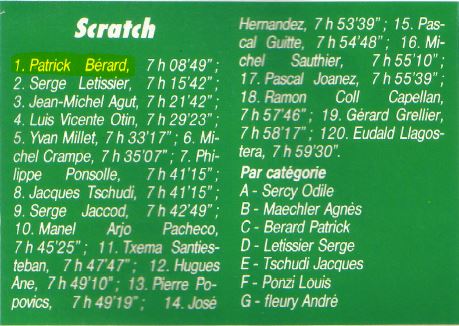 Scratch
1. Patrick Bérard, 7 h 08'49" ;
2. Serge Letissier, 7 h 15'42" ;
3. Jean-Michel Agut, 7 h 21'42" ;
4. Luis Vicente Otin, 7 h 29'23" ;
5. Yvan Millet, 7 h 33'17" ; 6. Mi-
chel Crampe, 7 h 35'07" ; 7. Phi-
lippe Ponsolle, 7 h 41'15" ;
8. Jacques Tschudi, 7 h 41'15" ;
9. Serge Jaccod, 7 h 42'49" ;
10. Manel Arjo Pacheco,
7 h 45'25" ; 11. Txema Santies-
teban, 7 h 47'47" ; 12. Hugues
Ane, 7 h 49'10" ; 13. Pierre Po-
povics, 7 h 49'19" ; 14. José
Hernandez, 7 h 53'39" ; 15. Pas-
cal Guitte, 7 h 54'48" ; 16. Mi-
chel Sauthier, 7 h 55'10" ;
17. Pascal Joanez, 7 h 55'39" ;
18. Ramon Coll Capellan,
7 h 57'46" ; 19. Gérard Grellier,
7 h 58'17" ; 120. Eudald Llagos-
tera, 7 h 59'30".
Par catégorie
A - Sercy Odile
B - Maechler Agnès
C - Berard Patrick
D - Letissier Serge
E - Tschudi Jacques
F - Ponzi Louis
G - fleury André